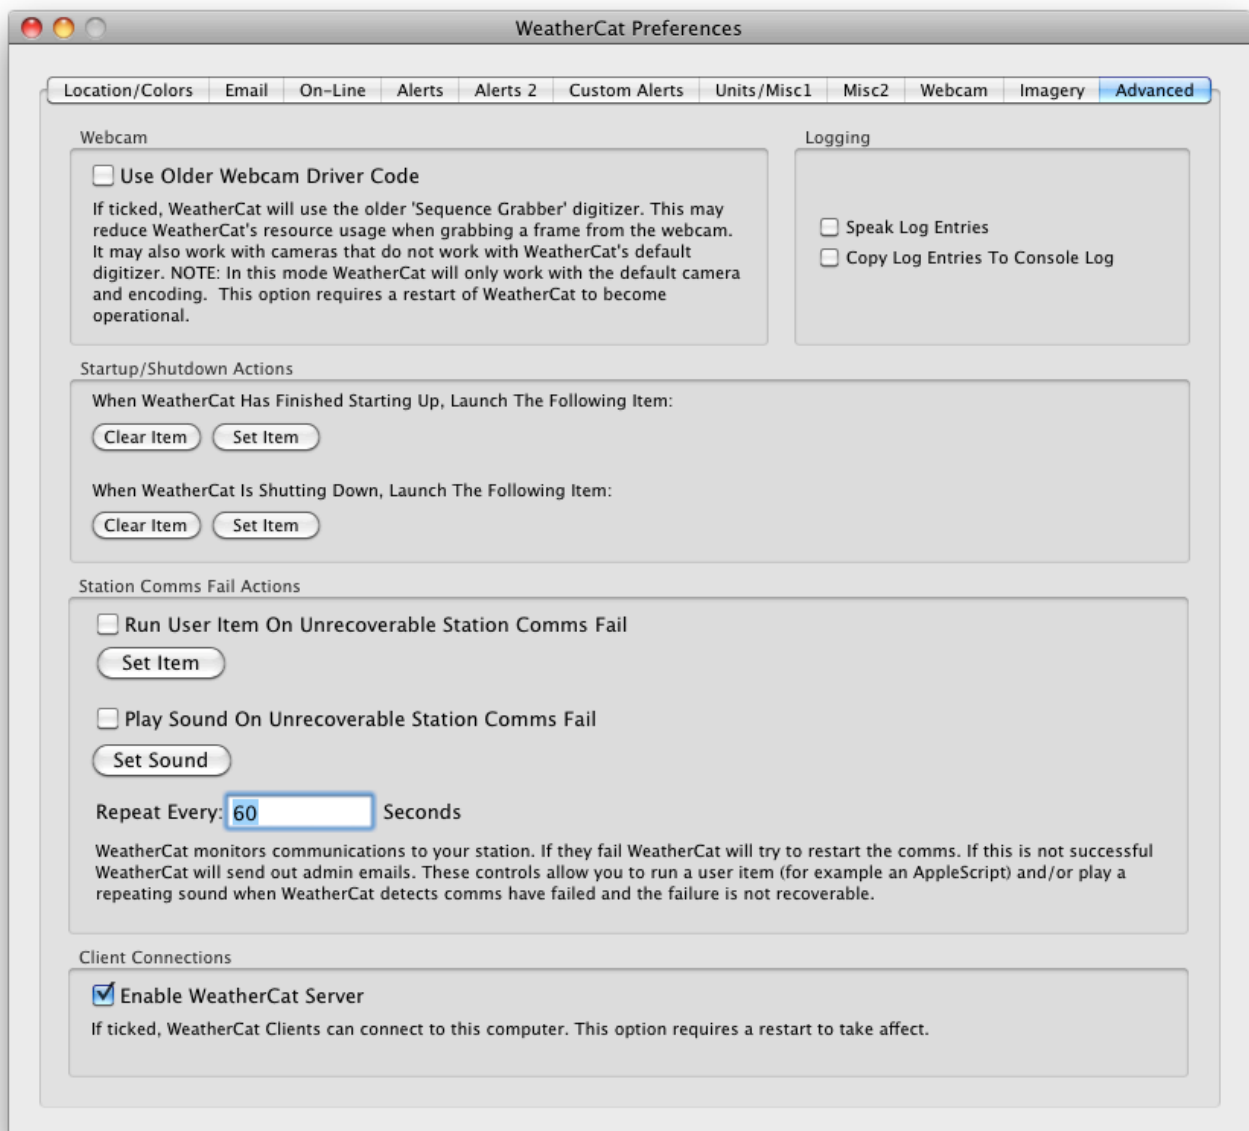 WeatherCat Preferences
Location/Colors Email On-Line Alerts Alerts 2 Custom Alerts Units/Misc1 Misc2 Webcam Imagery Advanced
Webcam
Use Older Webcam Driver Code
If ticked, WeatherCat will use the older 'Sequence Grabber' digitizer. This may
reduce WeatherCat's resource usage when grabbing a frame from the webcam.
It may also work with cameras that do not work with WeatherCat's default
digitizer. NOTE: In this mode WeatherCat will only work with the default camera
and encoding.  This option requires a restart of WeatherCat to become
operational.
Logging
Speak Log Entries
Copy Log Entries To Console Log
Startup/Shutdown Actions
When WeatherCat Has Finished Starting Up, Launch The Following Item:
Clear Item Set Item
When WeatherCat Is Shutting Down, Launch The Following Item:
Clear Item Set Item
Station Comms Fail Actions
Run User Item On Unrecoverable Station Comms Fail
Set Item
Play Sound On Unrecoverable Station Comms Fail
Set Sound
Repeat Every: 60 Seconds
WeatherCat monitors communications to your station. If they fail WeatherCat will try to restart the comms. If this is not successful
WeatherCat will send out admin emails. These controls allow you to run a user item (for example an AppleScript) and/or play a
repeating sound when WeatherCat detects comms have failed and the failure is not recoverable.
Client Connections
Enable WeatherCat Server
If ticked, WeatherCat Clients can connect to this computer. This option requires a restart to take affect.